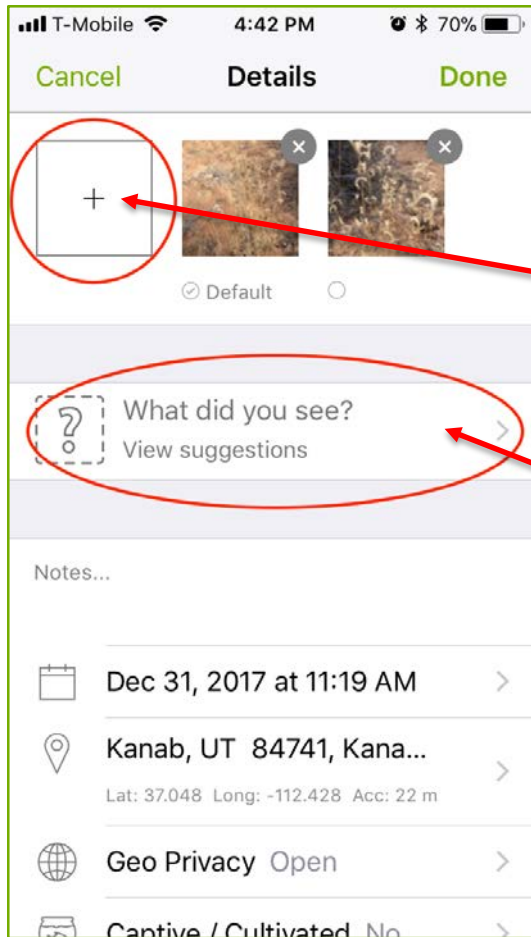 T-Mobile 4:42 PM 70%
Cancel Details Done
+
Default
What did you see?
View suggestions
Notes...
Dec 31, 2017 at 11:19 AM
Kanab, UT 84741, Kana...
Lat: 37.048 Long: -112.428 Acc: 22 m
Geo Privacy Open
Captive / Cultivated No